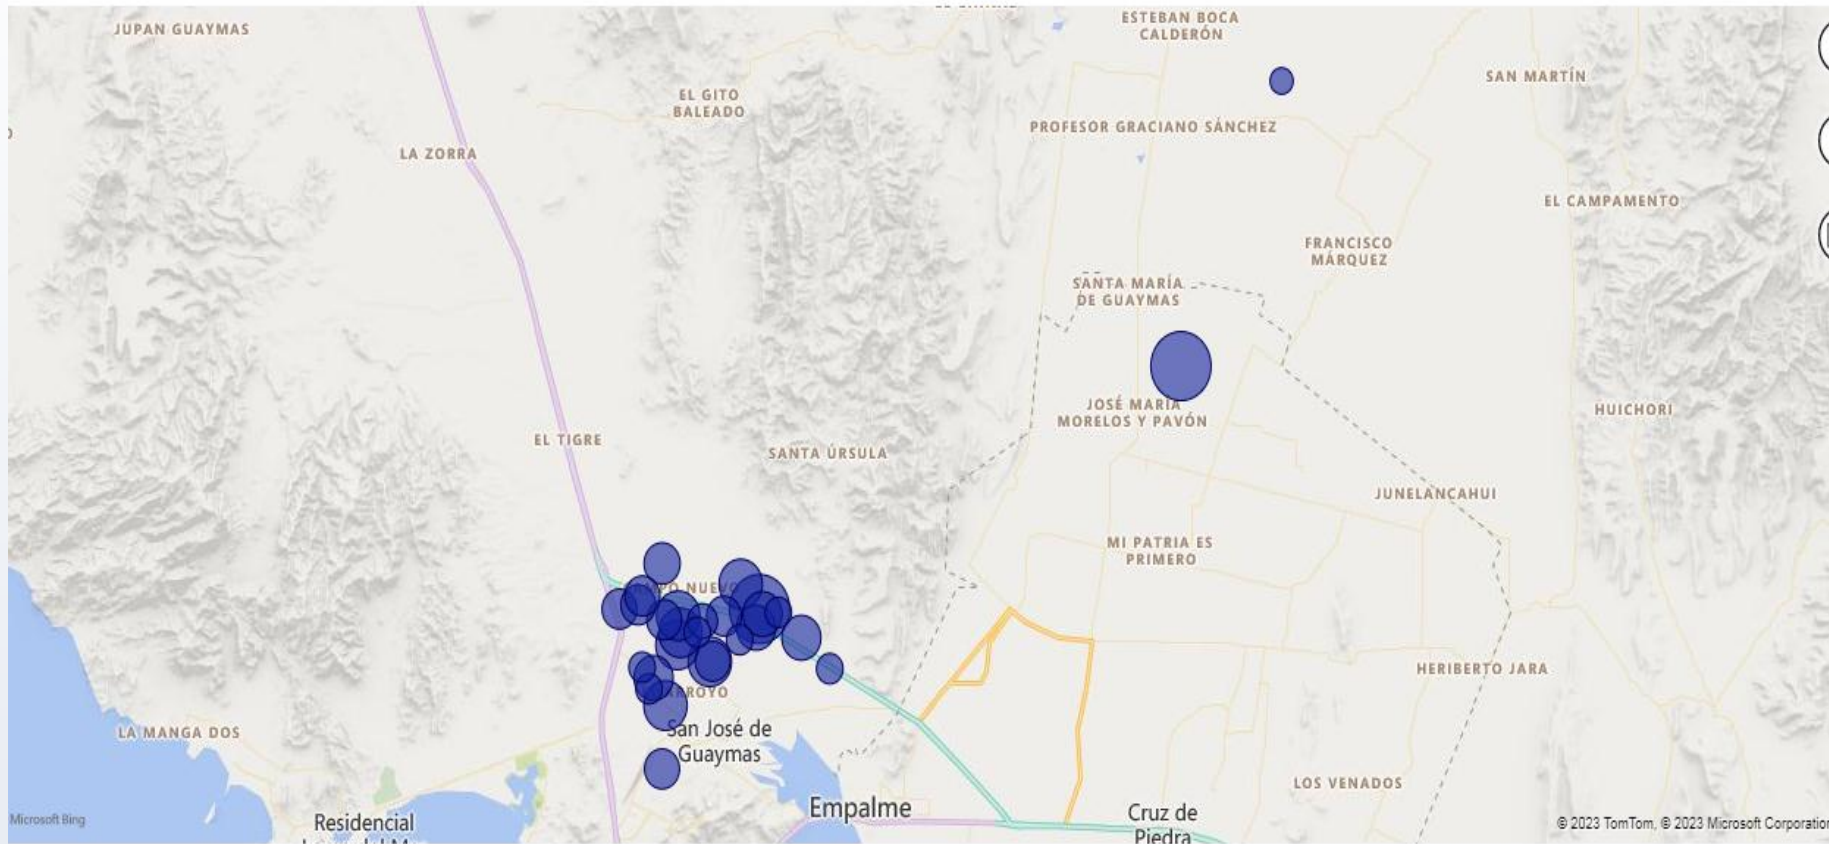 ESTEBAN BOCA
CALDERÓN
JUPAN GUAYMAS
SAN MARTÍN
EL GITO
BALEADO
PROFESOR GRACIANO SÁNCHEZ
LA ZORRA
EL CAMPAMENTO
FRANCISCO
MÁRQUEZ
SANTA MARÍA
DE GUAYMAS
JOSÉ MARÍA
MORELOS Y PAVÓN
HUICHORI
EL TIGRE
SANTA ÚRSULA
JUNELANCAHUI
MI PATRIA ES
PRIMERO
HERIBERTO JARA
ARROYO
LA MANGA DOS
San José de
Guaymas
LOS VENADOS
Empalme
Cruz de
Piedra
Residencial
Microsoft Bing
© 2023 TomTom, © 2023 Microsoft Corporation